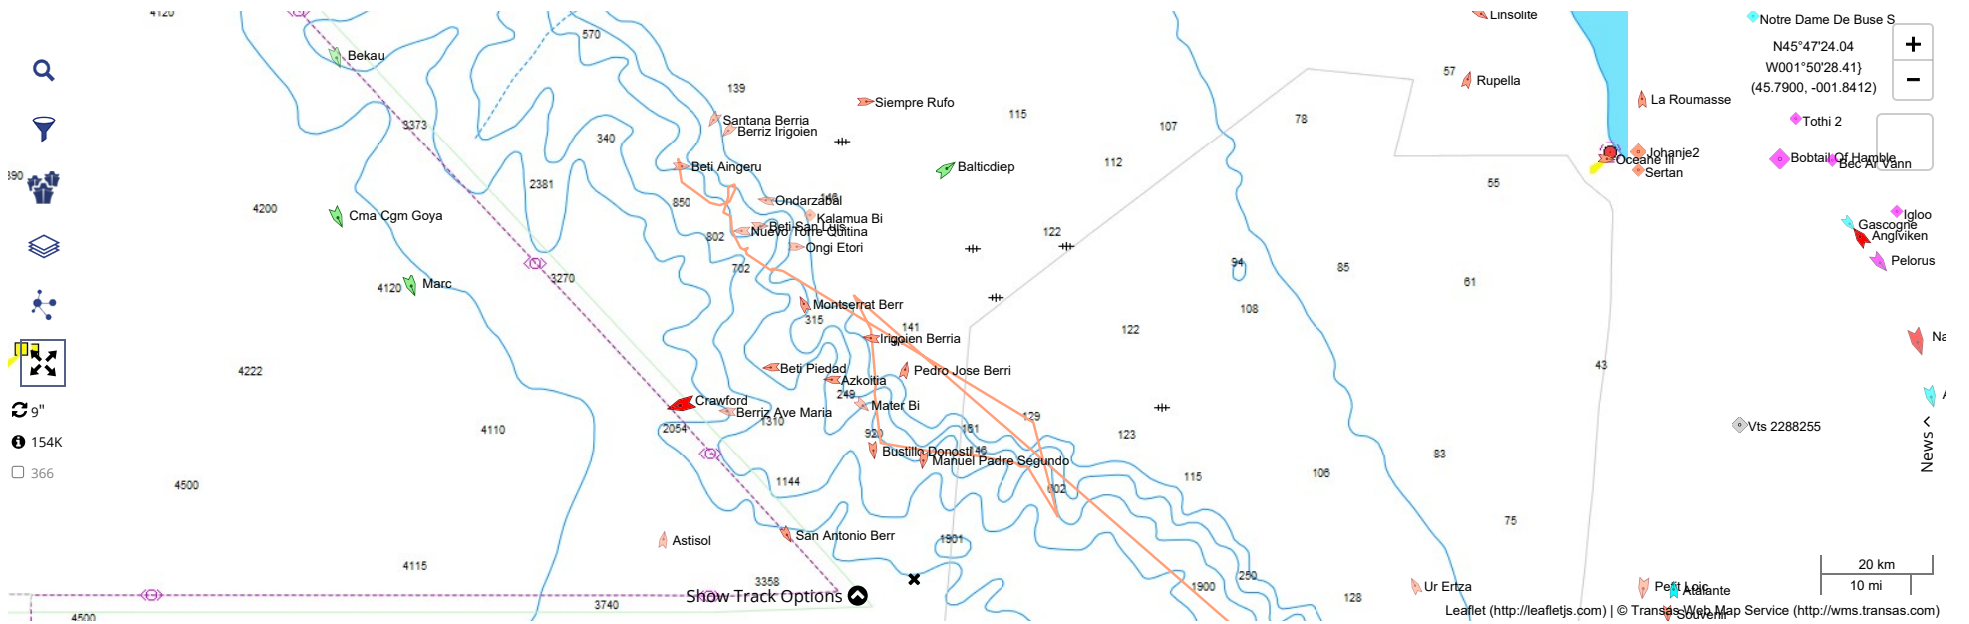 4120
Linsolite
Notre Dame De Buse S
570
N45°47'24.04
W001°50'28.41}
(45.7900, -001.8412)
+
−
Bekau
57
Rupella
139
Siempre Rufo
La Roumasse
115
107
78
Tothi 2
3373
Santana Berria
Berriz Irigoien
340
Beti Aingeru
Balticdiep
112
Johanje2
Oceane III
Sertan
Bobtail Of Hamble
Bec Ar Vann
390
2381
55
850
Ondarzabal
146
4200
Cma Cgm Goya
Kalamua Bi
Igloo
Beti San Luis
Nuevo Torre Quitina
Gascogne
802
122
Anglviken
Ongi Etori
Pelorus
702
94
85
3270
61
4120
Marc
Montserrat Berr
108
315
141
122
Irigoien Berria
Na
43
4222
Beti Piedad
Azkoitia
Pedro Jose Berri
249
A
Crawford
Mater Bi
9"
Berriz Ave Maria
1310
129
4110
2054
920
161
123
Vts 2288255
154K
Bustillo Donosti
146
News
Manuel Padre Segundo
83
366
115
106
4500
1144
602
75
Astisol
San Antonio Berr
1901
4115
20 km
3358
250
Show Track Options
1900
Ur Ertza
Petit Loic
10 mi
Atalante
3740
128
Leaflet (http://leafletjs.com) | © Transas Web Map Service (http://wms.transas.com)
Souvenir
4500